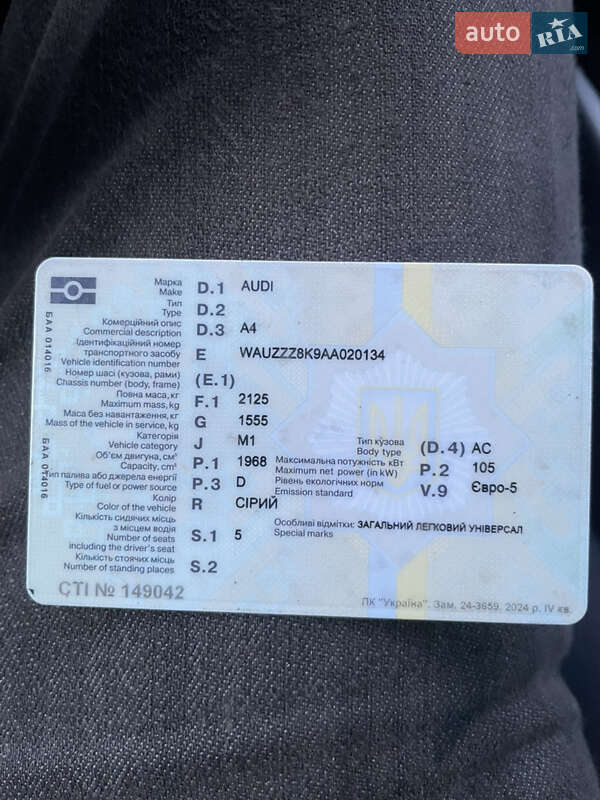 auto RIA.com
Марка
Make D.1 AUDI
Тип
Type D.2
Комерційний опис
Commercial description D.3 A4
Ідентифікаційний номер
транспортного засобу
Vehicle identification number E WAUZZZ8K9AA020134
Номер шасі (кузова, рами)
Chassis number (body, frame) (E.1)
Повна маса, кг
Maximum mass, kg F.1 2125
Маса без навантаження, кг
Mass of the vehicle in service, kg G 1555
Категорія
Vehicle category J M1
Тип кузова
Body type (D.4) AC
Об'єм двигуна, см³
Capacity, cm³ P.1 1968
Максимальна потужність кВт
Maximum net power (in kW) P.2 105
Тип палива або джерела енергії
Type of fuel or power source P.3 D
Рівень екологічних норм
Emission standard V.9 Євро-5
Колір
Color of the vehicle R СІРИЙ
Кількість сидячих місць
з місцем водія
Number of seats
including the driver's seat S.1 5
Особливі відмітки: ЗАГАЛЬНИЙ ЛЕГКОВИЙ УНІВЕРСАЛ
Special marks
Кількість стоячих місць
Number of standing places S.2
СТІ № 149042
ПК "Україна". Зам. 24-3659. 2024 р. IV кв.
БАА 014016
БАА 014016